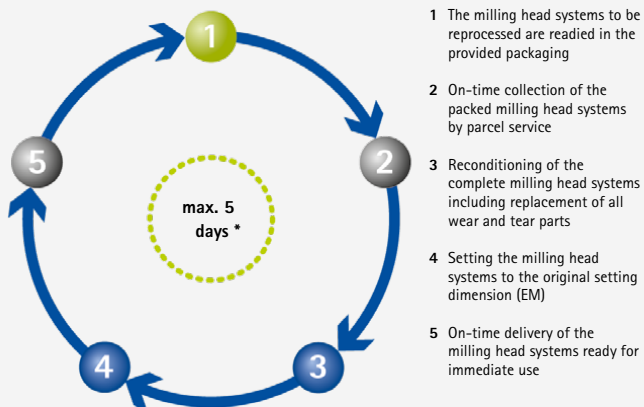 1
2
3
4
5
max. 5
days *
1 The milling head systems to be
reprocessed are readied in the
provided packaging
2 On-time collection of the
packed milling head systems
by parcel service
3 Reconditioning of the
complete milling head systems
including replacement of all
wear and tear parts
4 Setting the milling head
systems to the original setting
dimension (EM)
5 On-time delivery of the
milling head systems ready for
immediate use